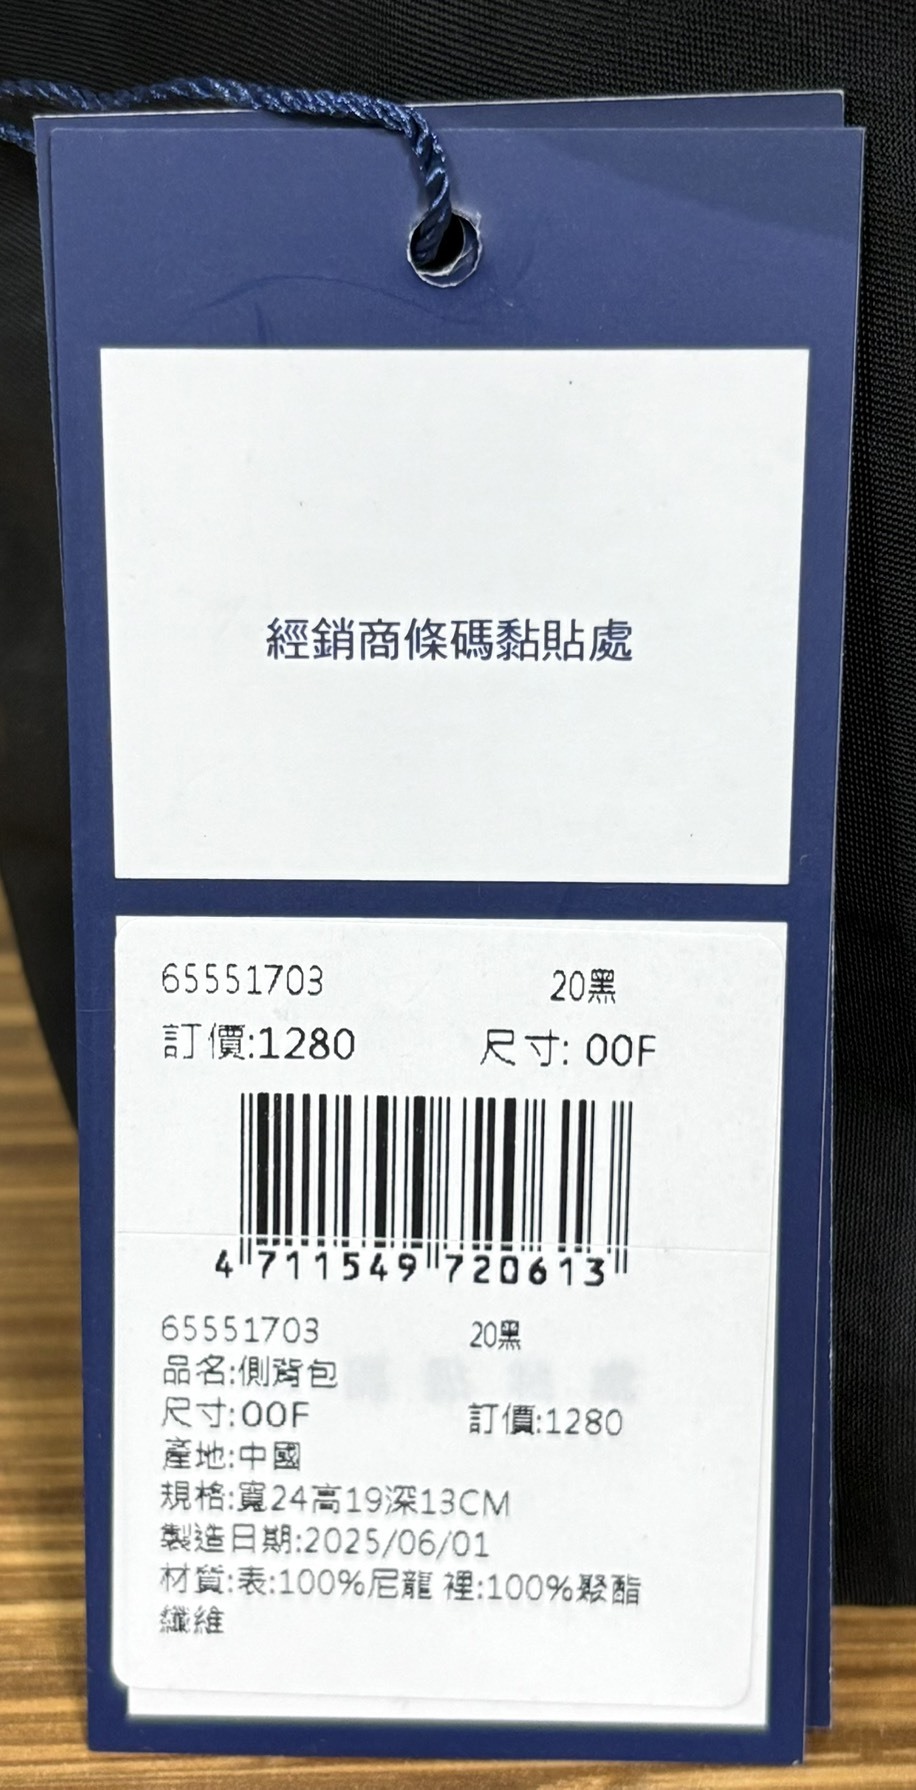 經銷商條碼黏貼處
65551703 20黑
訂價:1280 尺寸: 00F
4 711549 720613
65551703 20黑
品名:側背包
尺寸:00F 訂價:1280
產地:中國
規格:寬24高19深13CM
製造日期:2025/06/01
材質:表:100%尼龍 裡:100%聚酯
纖維